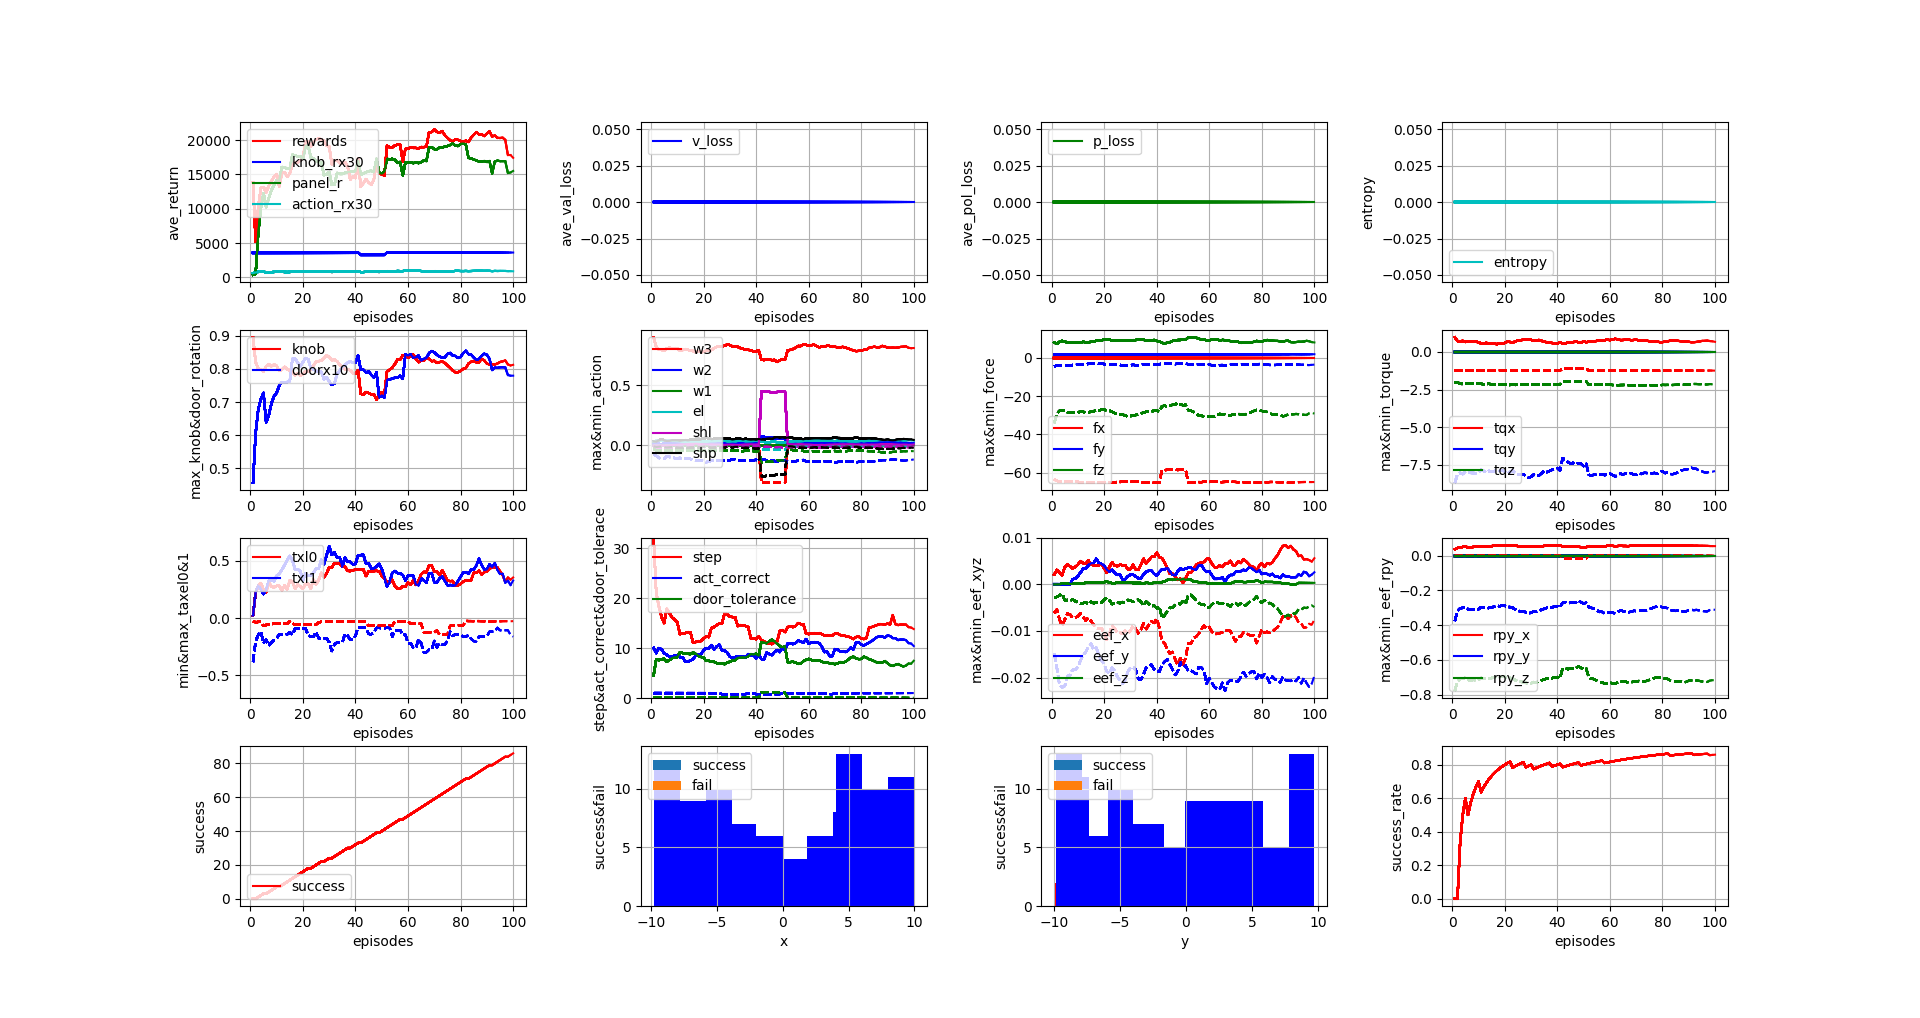 ave_return
20000
15000
10000
5000
0
rewards
knob_rx30
panel_r
action_rx30
0 20 40 60 80 100
episodes
ave_val_loss
0.050
0.025
0.000
−0.025
−0.050
v_loss
0 20 40 60 80 100
episodes
ave_pol_loss
0.050
0.025
0.000
−0.025
−0.050
p_loss
0 20 40 60 80 100
episodes
entropy
0.050
0.025
0.000
−0.025
−0.050
entropy
0 20 40 60 80 100
episodes
max_knob&door_rotation
0.9
0.8
0.7
0.6
0.5
knob
doorx10
0 20 40 60 80 100
episodes
max&min_action
0.5
0.0
w3
w2
w1
el
shl
shp
0 20 40 60 80 100
episodes
max&min_force
0
−20
−40
−60
fx
fy
fz
0 20 40 60 80 100
episodes
max&min_torque
0.0
−2.5
−5.0
−7.5
tqx
tqy
tqz
0 20 40 60 80 100
episodes
min&max_taxel0&1
0.5
0.0
−0.5
txl0
txl1
0 20 40 60 80 100
episodes
step&act_correct&door_tolerace
30
20
10
0
step
act_correct
door_tolerance
0 20 40 60 80 100
episodes
max&min_eef_xyz
0.01
0.00
−0.01
−0.02
eef_x
eef_y
eef_z
0 20 40 60 80 100
episodes
max&min_eef_rpy
0.0
−0.2
−0.4
−0.6
−0.8
rpy_x
rpy_y
rpy_z
0 20 40 60 80 100
episodes
success
80
60
40
20
0
success
0 20 40 60 80 100
episodes
success&fail
10
5
0
success
fail
−10 −5 0 5 10
x
success&fail
10
5
0
success
fail
−10 −5 0 5 10
y
success_rate
0.8
0.6
0.4
0.2
0.0
0 20 40 60 80 100
episodes